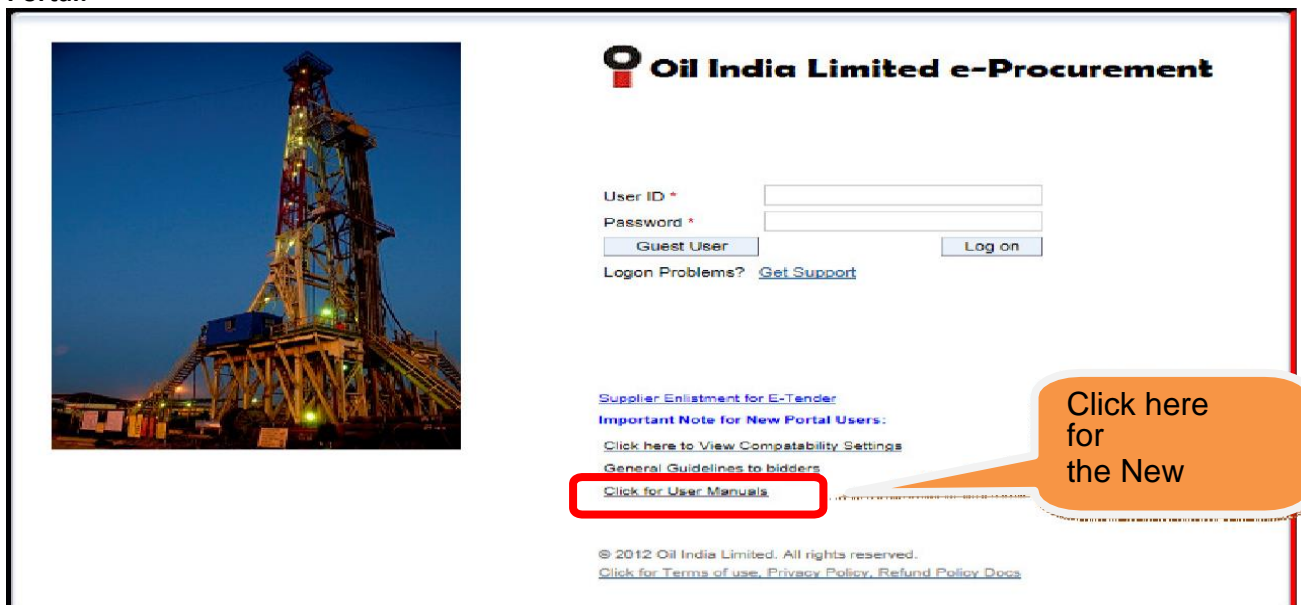 Oil India Limited e-Procurement
User ID *
Password *
Guest User Log on
Logon Problems? Get Support
Supplier Enlistment for E-Tender
Important Note for New Portal Users:
Click here to View Compatability Settings
General Guidelines to bidders
Click for User Manuals
Click here
for
the New
© 2012 Oil India Limited. All rights reserved.
Click for Terms of use, Privacy Policy, Refund Policy Docs